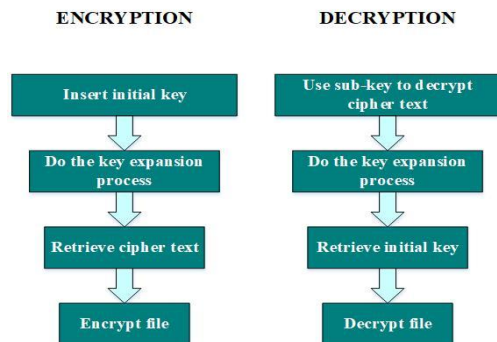 ENCRYPTION
Insert initial key
Do the key expansion
process
Retrieve cipher text
Encrypt file
DECRYPTION
Use sub-key to decrypt
cipher text
Do the key expansion
process
Retrieve initial key
Decrypt file